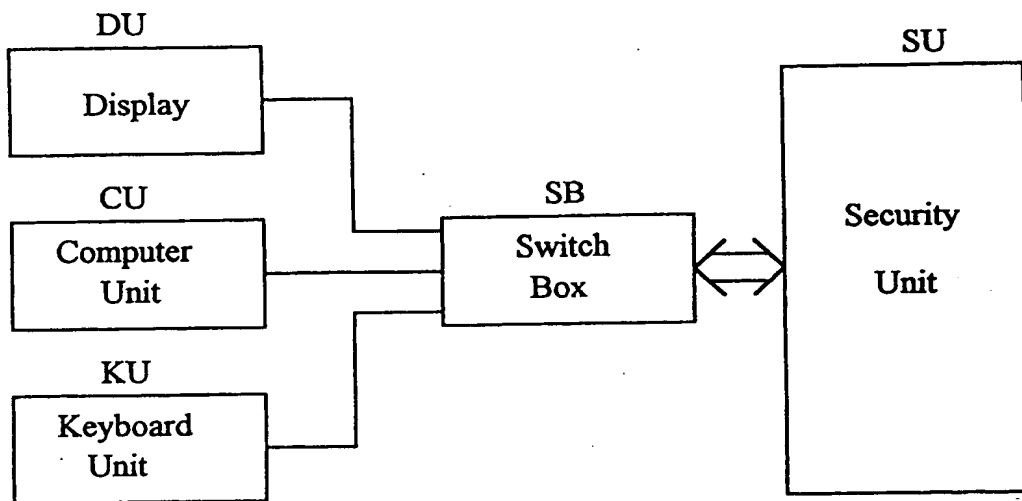 DU
Display
CU
Computer
Unit
KU
Keyboard
Unit
SB
Switch
Box
SU
Security
Unit